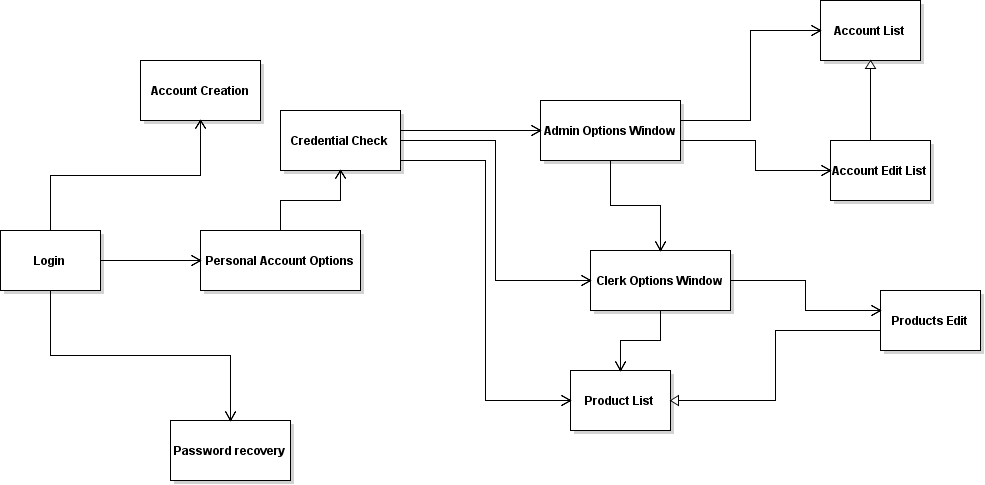 Account List
Account Creation
Credential Check
Admin Options Window
Account Edit List
Login
Personal Account Options
Clerk Options Window
Products Edit
Product List
Password recovery